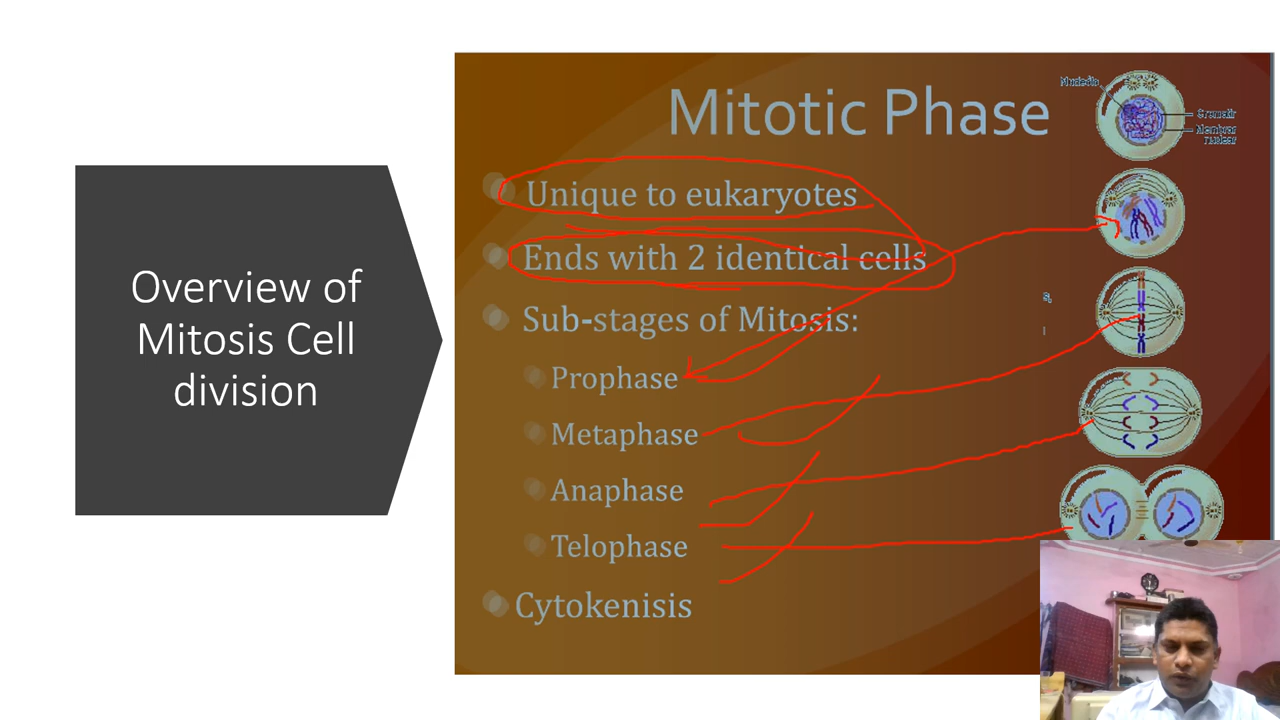 Overview of
Mitosis Cell
division
Mitotic Phase
Unique to eukaryotes
Ends with 2 identical cells
Sub-stages of Mitosis:
Prophase
Metaphase
Anaphase
Telophase
Cytokenisis
nuclear